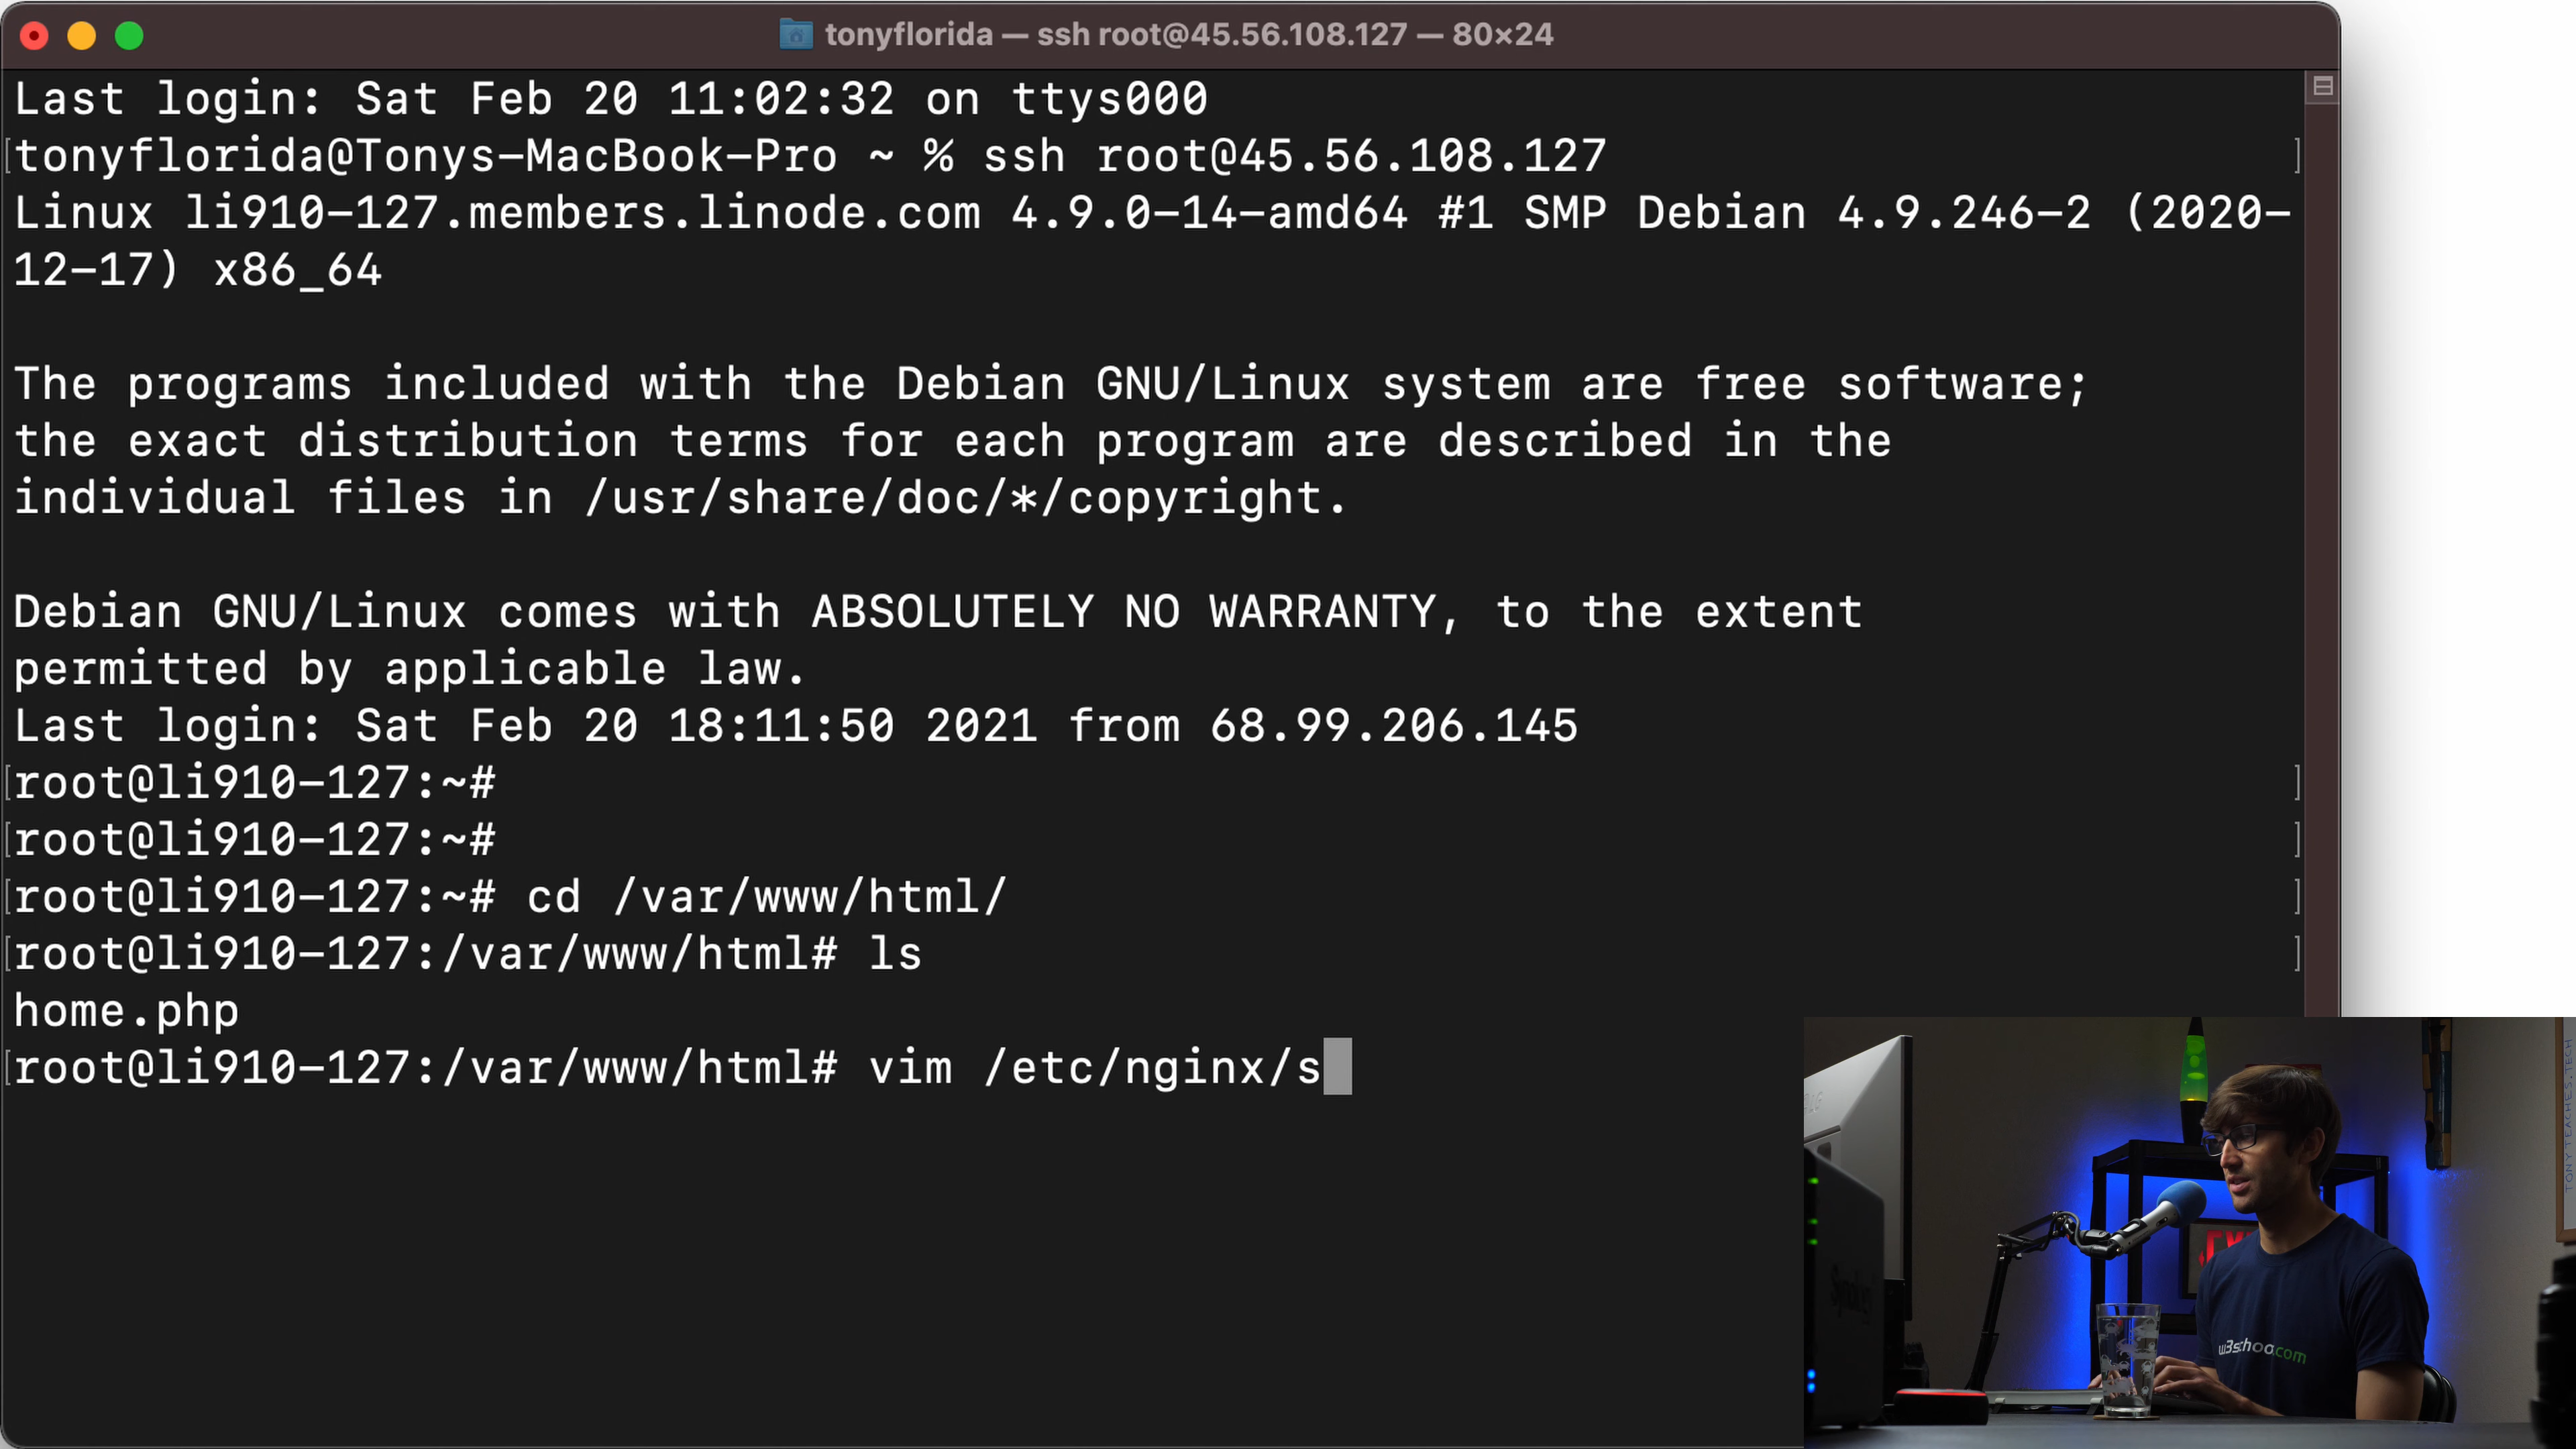 tonyflorida — ssh root@45.56.108.127 — 80×24
Last login: Sat Feb 20 11:02:32 on ttys000
[tonyflorida@Tonys-MacBook-Pro ~ % ssh root@45.56.108.127 ]
Linux li910-127.members.linode.com 4.9.0-14-amd64 #1 SMP Debian 4.9.246-2 (2020-
12-17) x86_64
The programs included with the Debian GNU/Linux system are free software;
the exact distribution terms for each program are described in the
individual files in /usr/share/doc/*/copyright.
Debian GNU/Linux comes with ABSOLUTELY NO WARRANTY, to the extent
permitted by applicable law.
Last login: Sat Feb 20 18:11:50 2021 from 68.99.206.145
[root@li910-127:~# ]
[root@li910-127:~# ]
[root@li910-127:~# cd /var/www/html/ ]
[root@li910-127:/var/www/html# ls ]
home.php
[root@li910-127:/var/www/html# vim /etc/nginx/s
TONY TEACHES TECH
w3schoo.com